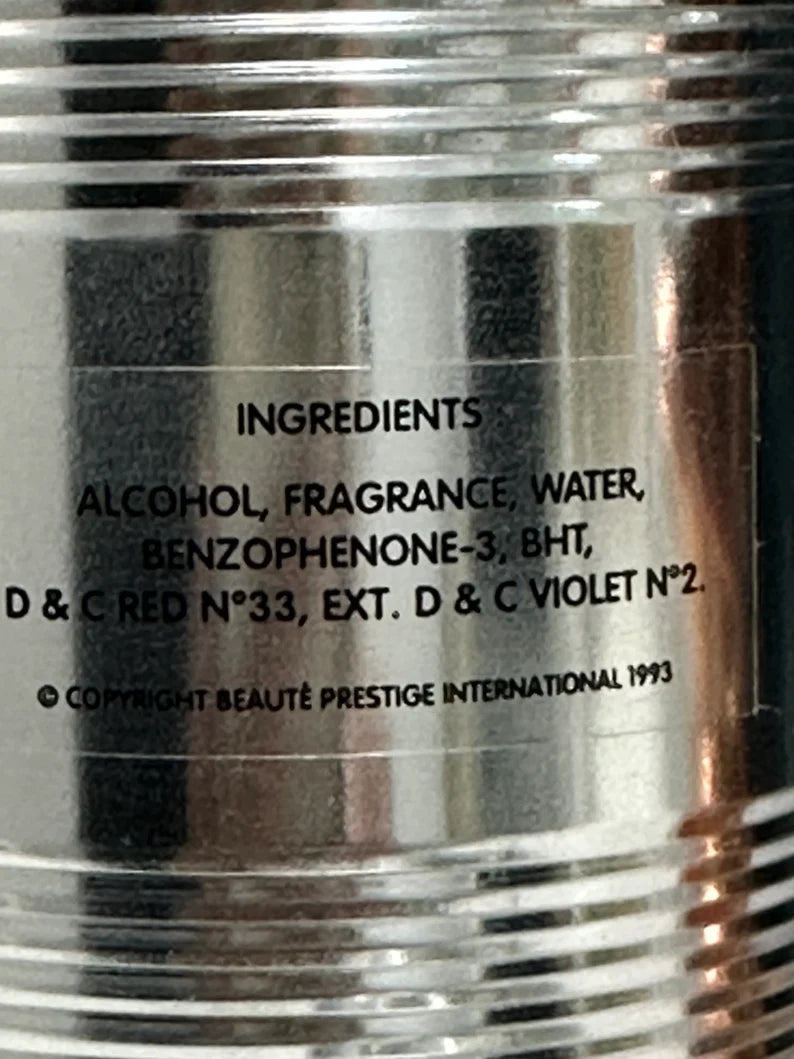 INGREDIENTS
ALCOHOL, FRAGRANCE, WATER,
BENZOPHENONE-3, BHT,
D & C RED N°33, EXT. D & C VIOLET N°2.
© COPYRIGHT BEAUTÉ PRESTIGE INTERNATIONAL 1993